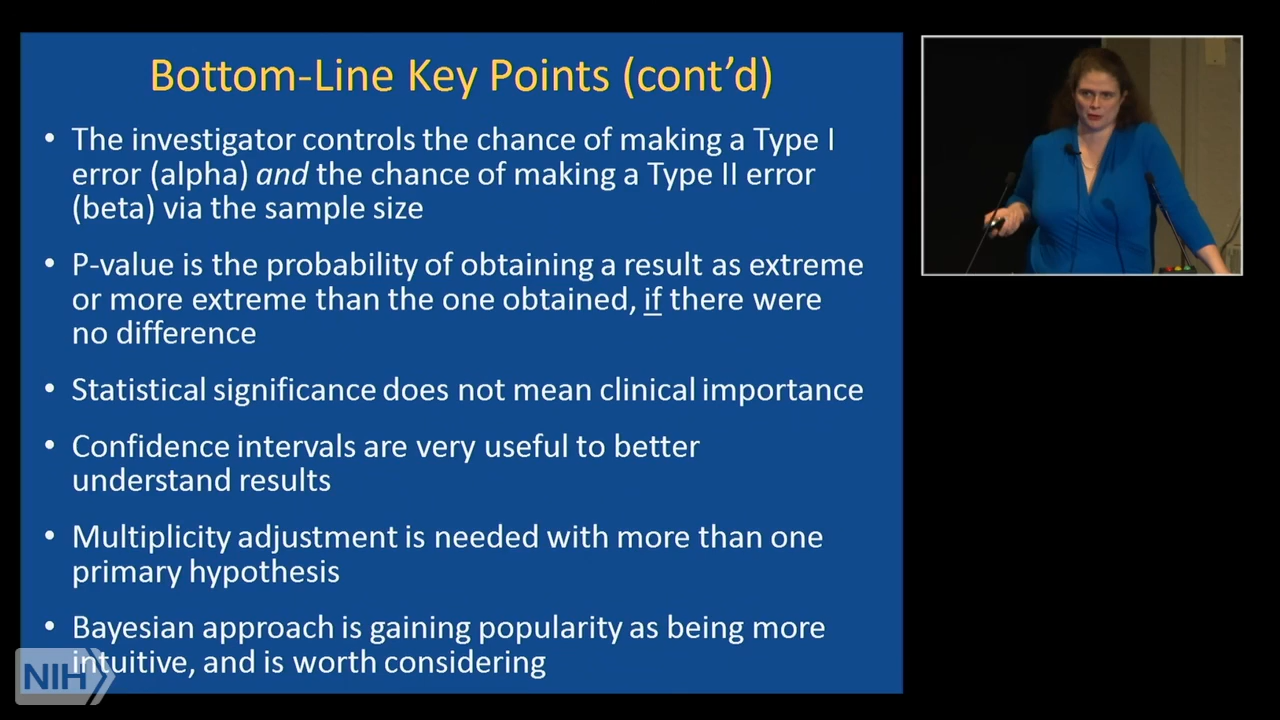 Bottom-Line Key Points (cont’d)
• The investigator controls the chance of making a Type I
error (alpha) and the chance of making a Type II error
(beta) via the sample size
• P-value is the probability of obtaining a result as extreme
or more extreme than the one obtained, if there were
no difference
• Statistical significance does not mean clinical importance
• Confidence intervals are very useful to better
understand results
• Multiplicity adjustment is needed with more than one
primary hypothesis
• Bayesian approach is gaining popularity as being more
intuitive, and is worth considering
NIH